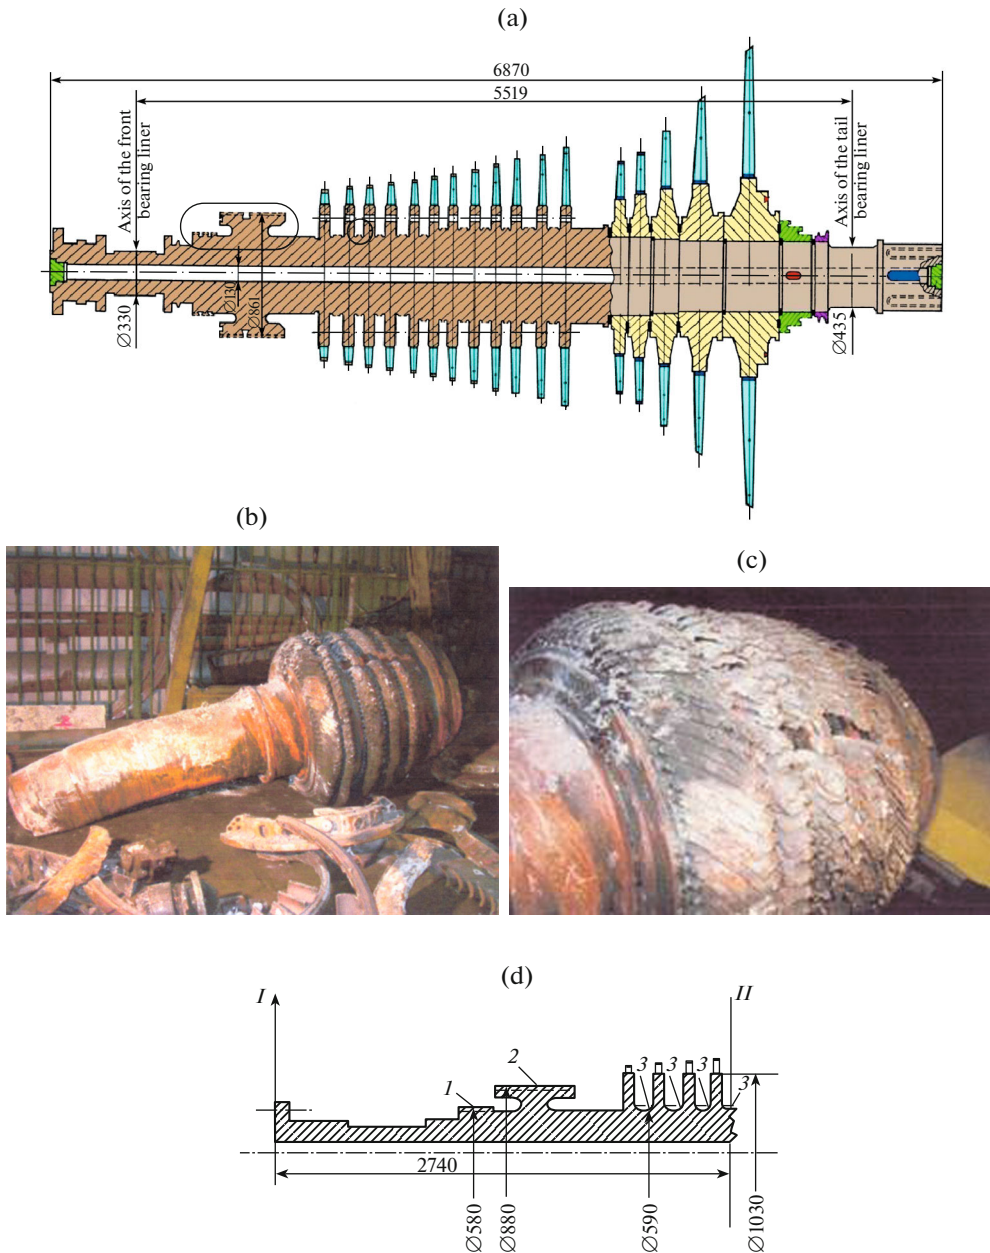 (a)
6870
5519
Axis of the front
bearing liner
Axis of the tail
bearing liner
Ø330
Ø130
Ø861
Ø435
(b)
(c)
(d)
I
II
1
2
3
3
3
3
2740
Ø580
Ø880
Ø590
Ø1030